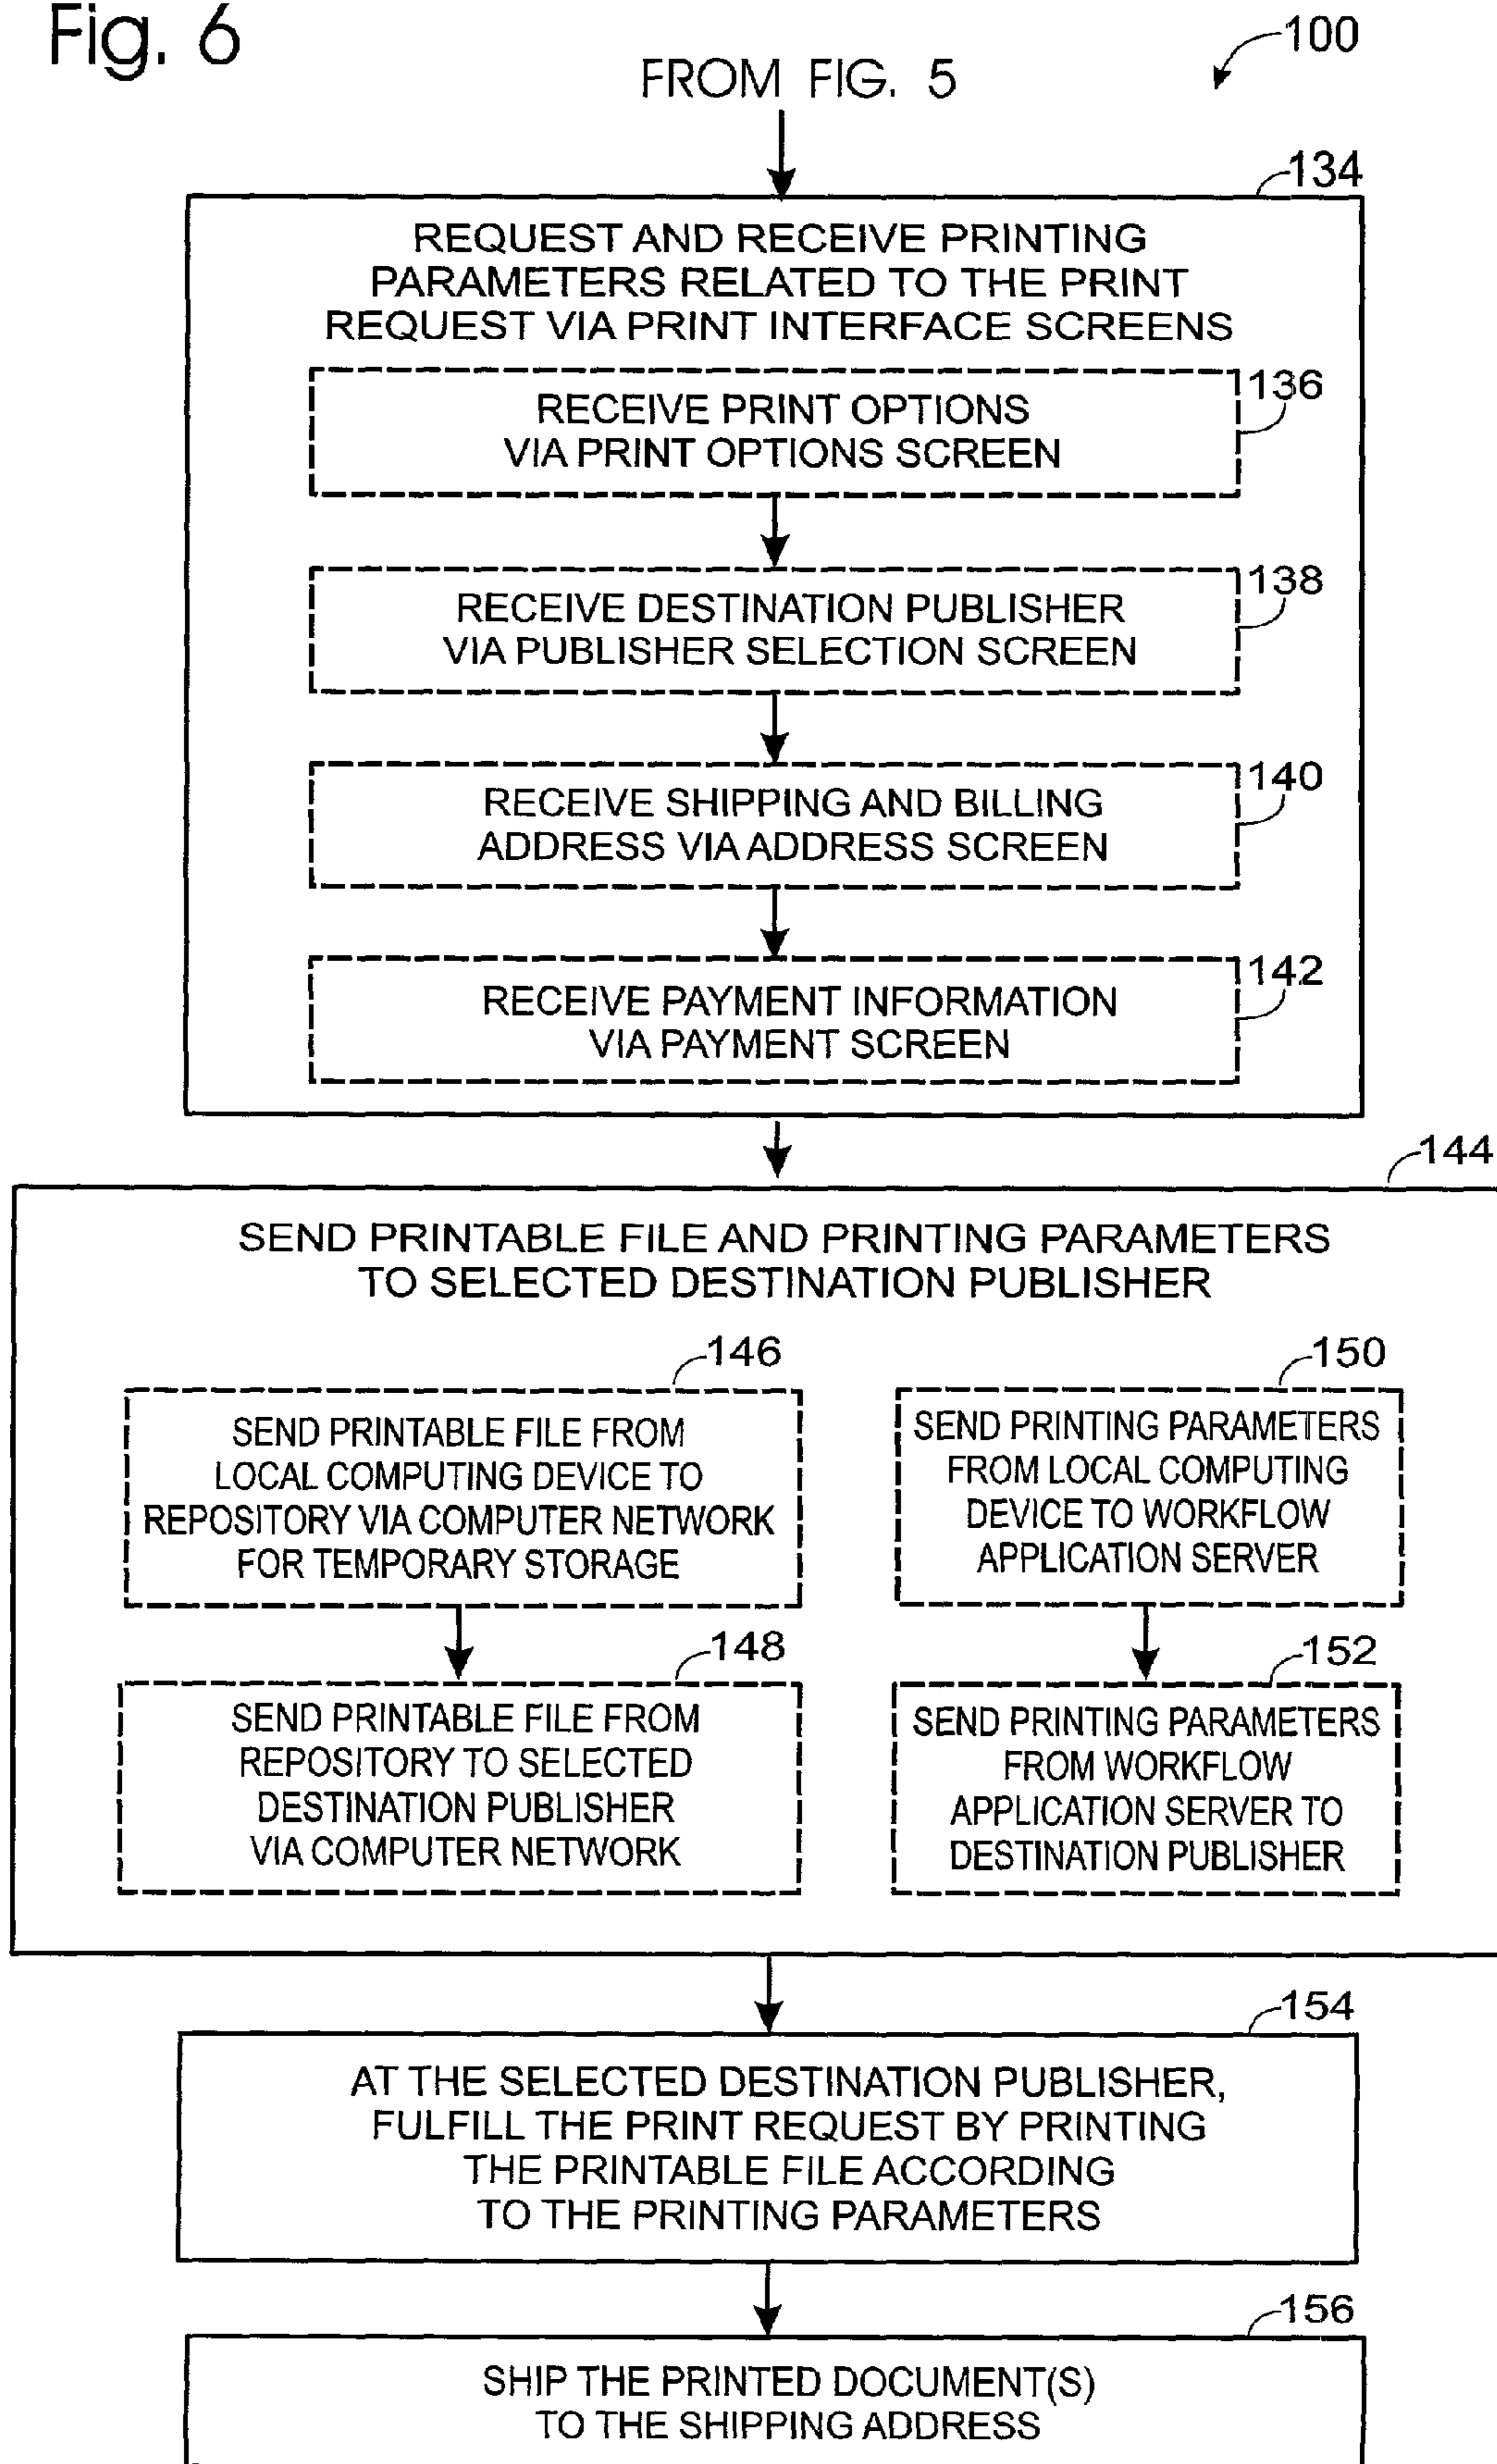 Fig. 6
100
FROM FIG. 5
134
REQUEST AND RECEIVE PRINTING
PARAMETERS RELATED TO THE PRINT
REQUEST VIA PRINT INTERFACE SCREENS
136
RECEIVE PRINT OPTIONS
VIA PRINT OPTIONS SCREEN
138
RECEIVE DESTINATION PUBLISHER
VIA PUBLISHER SELECTION SCREEN
140
RECEIVE SHIPPING AND BILLING
ADDRESS VIA ADDRESS SCREEN
142
RECEIVE PAYMENT INFORMATION
VIA PAYMENT SCREEN
144
SEND PRINTABLE FILE AND PRINTING PARAMETERS
TO SELECTED DESTINATION PUBLISHER
146
SEND PRINTABLE FILE FROM
LOCAL COMPUTING DEVICE TO
REPOSITORY VIA COMPUTER NETWORK
FOR TEMPORARY STORAGE
148
SEND PRINTABLE FILE FROM
REPOSITORY TO SELECTED
DESTINATION PUBLISHER
VIA COMPUTER NETWORK
150
SEND PRINTING PARAMETERS
FROM LOCAL COMPUTING
DEVICE TO WORKFLOW
APPLICATION SERVER
152
SEND PRINTING PARAMETERS
FROM WORKFLOW
APPLICATION SERVER TO
DESTINATION PUBLISHER
154
AT THE SELECTED DESTINATION PUBLISHER,
FULFILL THE PRINT REQUEST BY PRINTING
THE PRINTABLE FILE ACCORDING
TO THE PRINTING PARAMETERS
156
SHIP THE PRINTED DOCUMENT(S)
TO THE SHIPPING ADDRESS